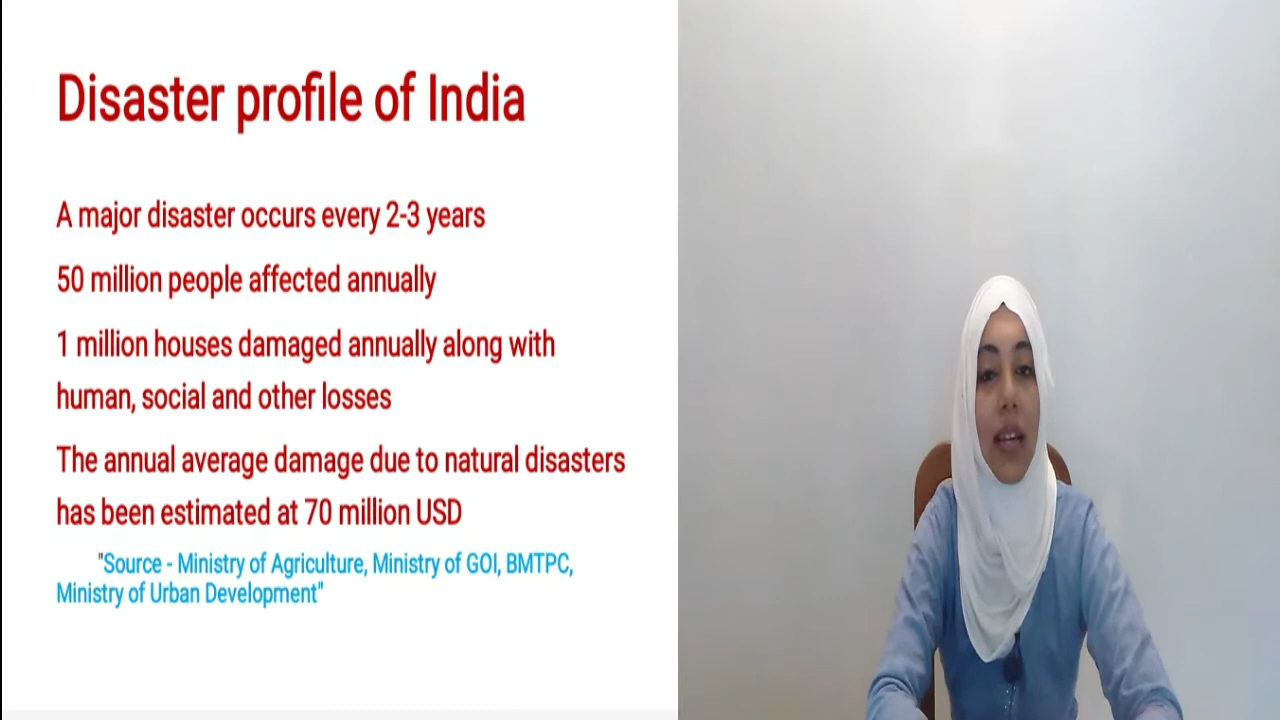 Disaster profile of India
A major disaster occurs every 2-3 years
50 million people affected annually
1 million houses damaged annually along with
human, social and other losses
The annual average damage due to natural disasters
has been estimated at 70 million USD
"Source - Ministry of Agriculture, Ministry of GOI, BMTPC,
Ministry of Urban Development"